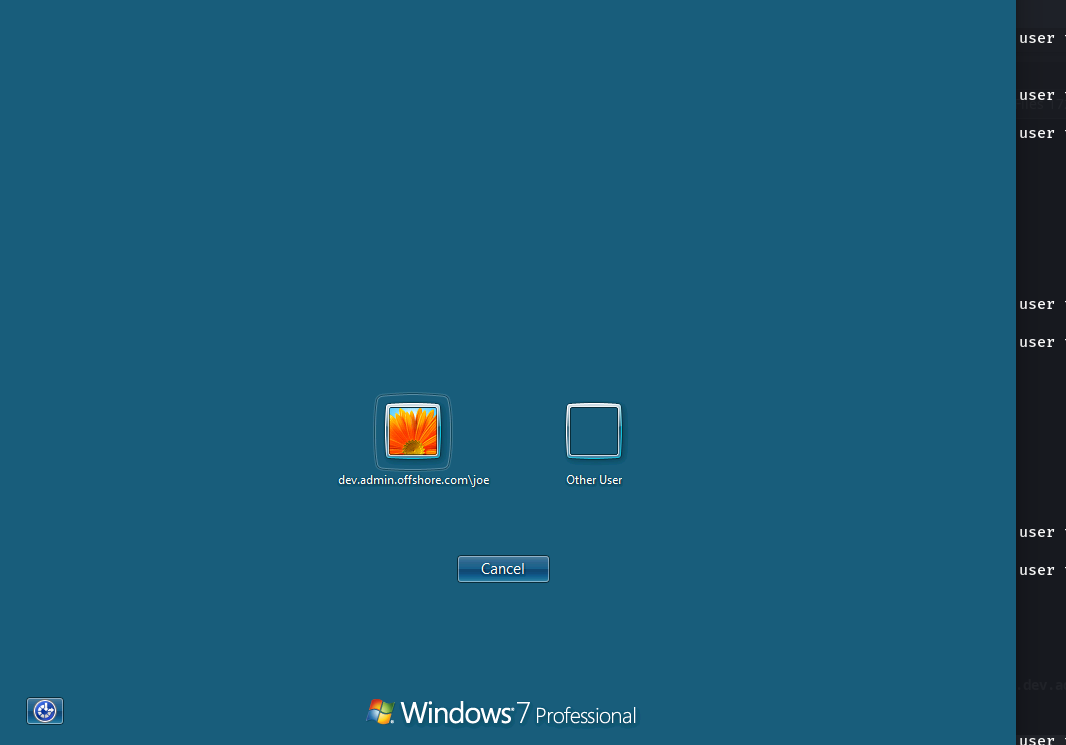 user
user
user
user
user
dev.admin.offshore.com\joe
Other User
user
Cancel
user
.dev.a
Windows 7 Professional
user